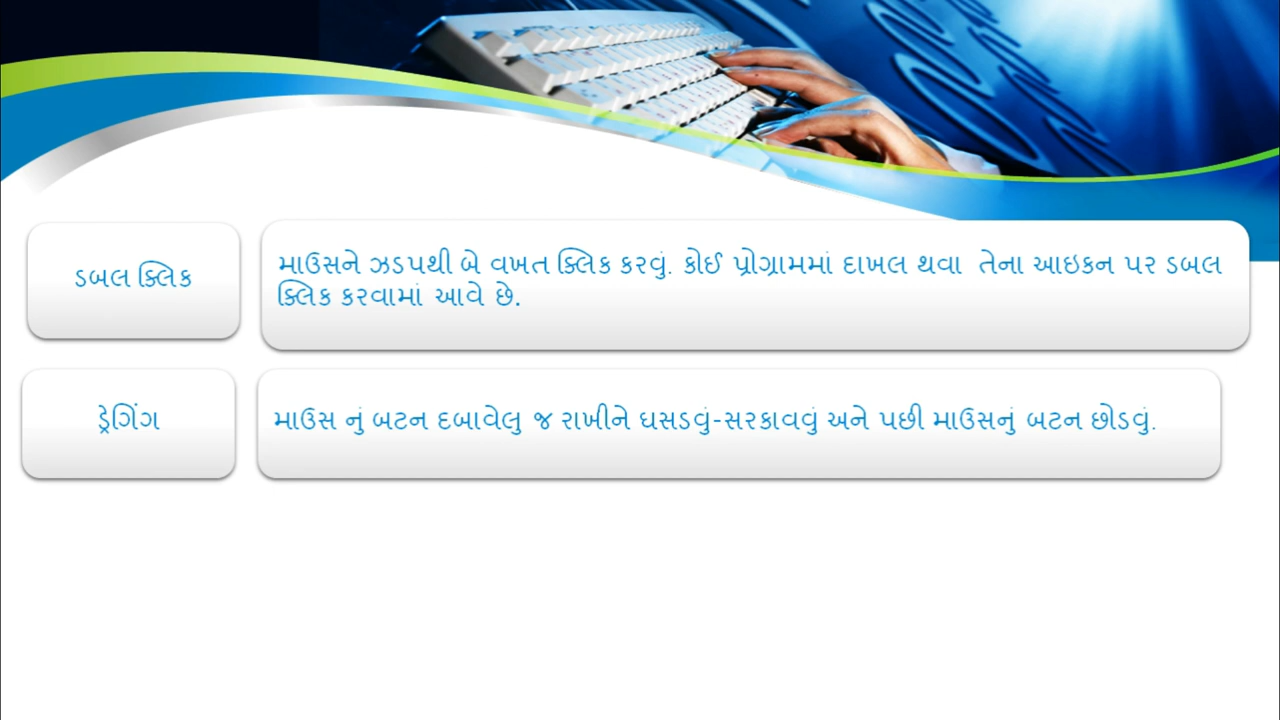 ડબલ ક્લિક
માઉસને ઝડપથી બે વખત ક્લિક કરવું. કોઈ પ્રોગ્રામમાં દાખલ થવા તેના આઇકન પર ડબલ
ક્લિક કરવામાં આવે છે.
ડ્રેગિંગ
માઉસ નું બટન દબાવેલુ જ રાખીને ઘસડવું-સરકાવવું અને પછી માઉસનું બટન છોડવું.